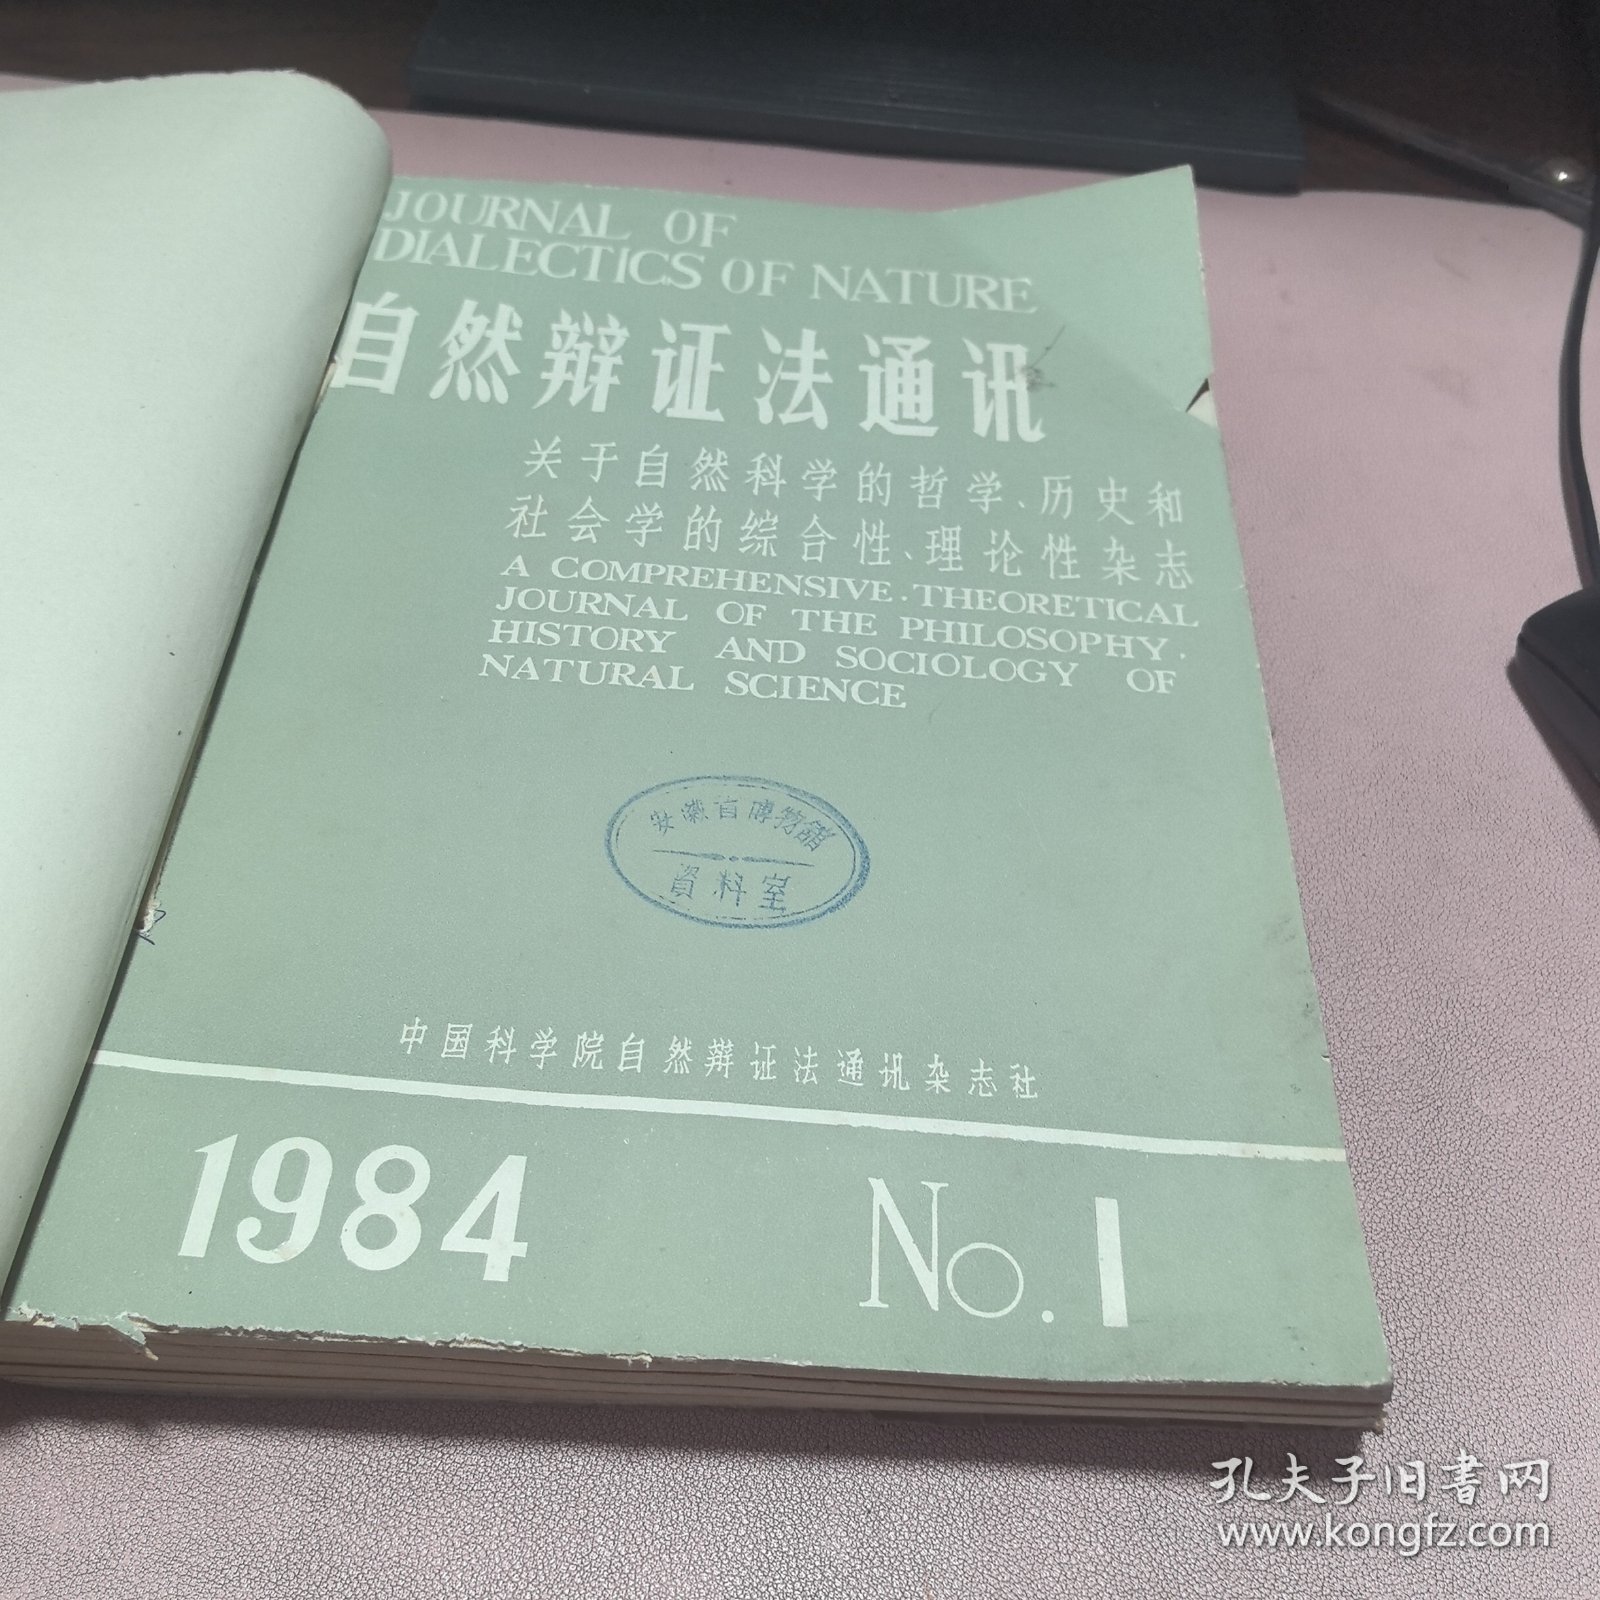 JOURNAL OF
DIALECTICS OF NATURE
自然辩证法通讯
关于自然科学的哲学、历史和
社会学的综合性、理论性杂志
A COMPREHENSIVE. THEORETICAL
JOURNAL OF THE PHILOSOPHY.
HISTORY AND SOCIOLOGY OF
NATURAL SCIENCE
安徽省博物館
資料室
中国科学院自然辩证法通讯杂志社
1984 No. 1
孔夫子旧书网
www.kongfz.com